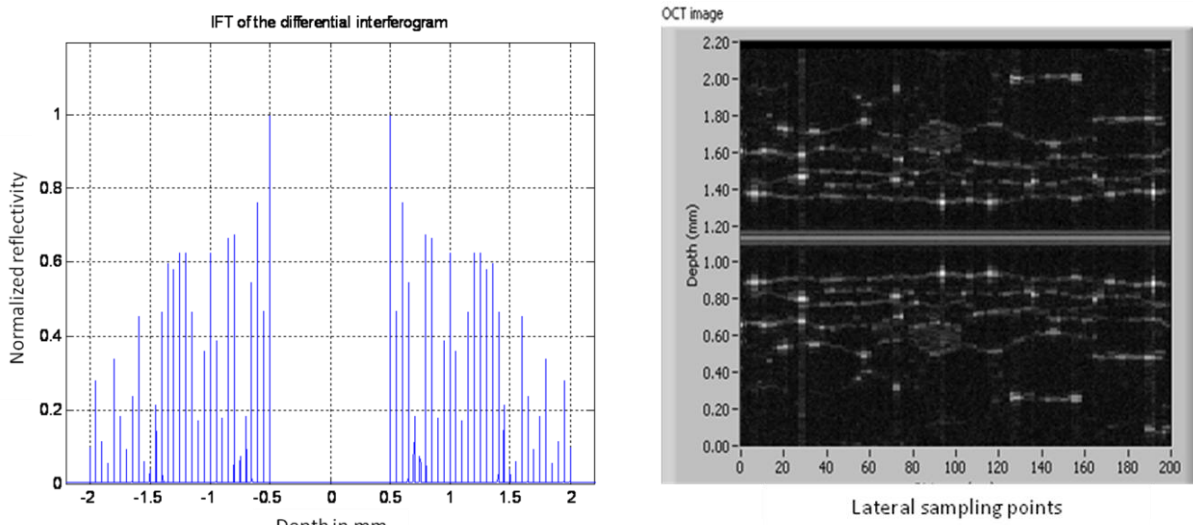 IFT of the differential interferogram
Normalized reflectivity
1
0.8
0.6
0.4
0.2
0
-2 -1.5 -1 -0.5 0 0.5 1 1.5 2
Depth in mm
OCT image
Depth (mm)
2.20
2.00
1.80
1.60
1.40
1.20
1.00
0.80
0.60
0.40
0.20
0.00
0 20 40 60 80 100 120 140 160 180 200
Lateral sampling points